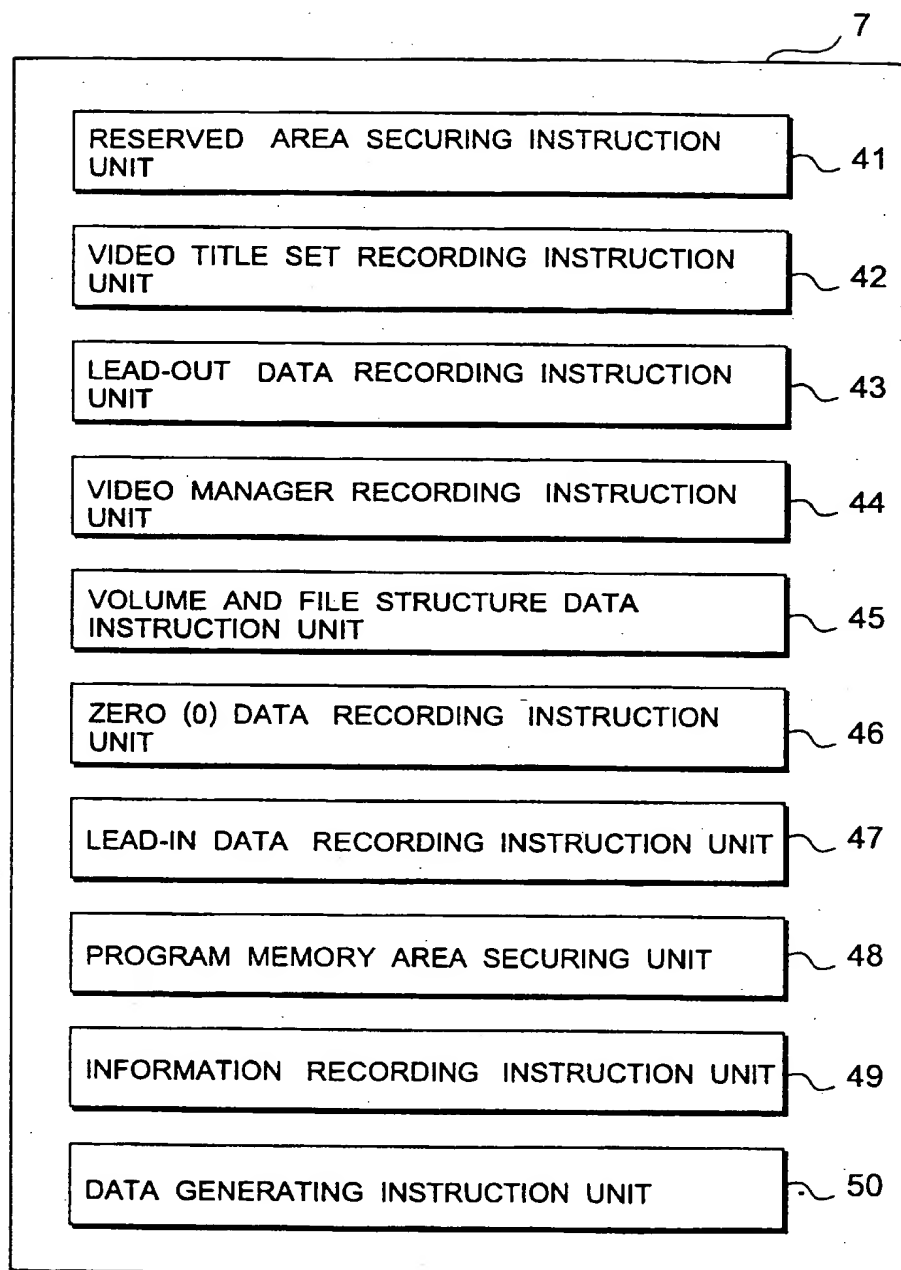 7
RESERVED AREA SECURING INSTRUCTION
UNIT
41
VIDEO TITLE SET RECORDING INSTRUCTION
UNIT
42
LEAD-OUT DATA RECORDING INSTRUCTION
UNIT
43
VIDEO MANAGER RECORDING INSTRUCTION
UNIT
44
VOLUME AND FILE STRUCTURE DATA
INSTRUCTION UNIT
45
ZERO (0) DATA RECORDING INSTRUCTION
UNIT
46
LEAD-IN DATA RECORDING INSTRUCTION UNIT
47
PROGRAM MEMORY AREA SECURING UNIT
48
INFORMATION RECORDING INSTRUCTION UNIT
49
DATA GENERATING INSTRUCTION UNIT
50